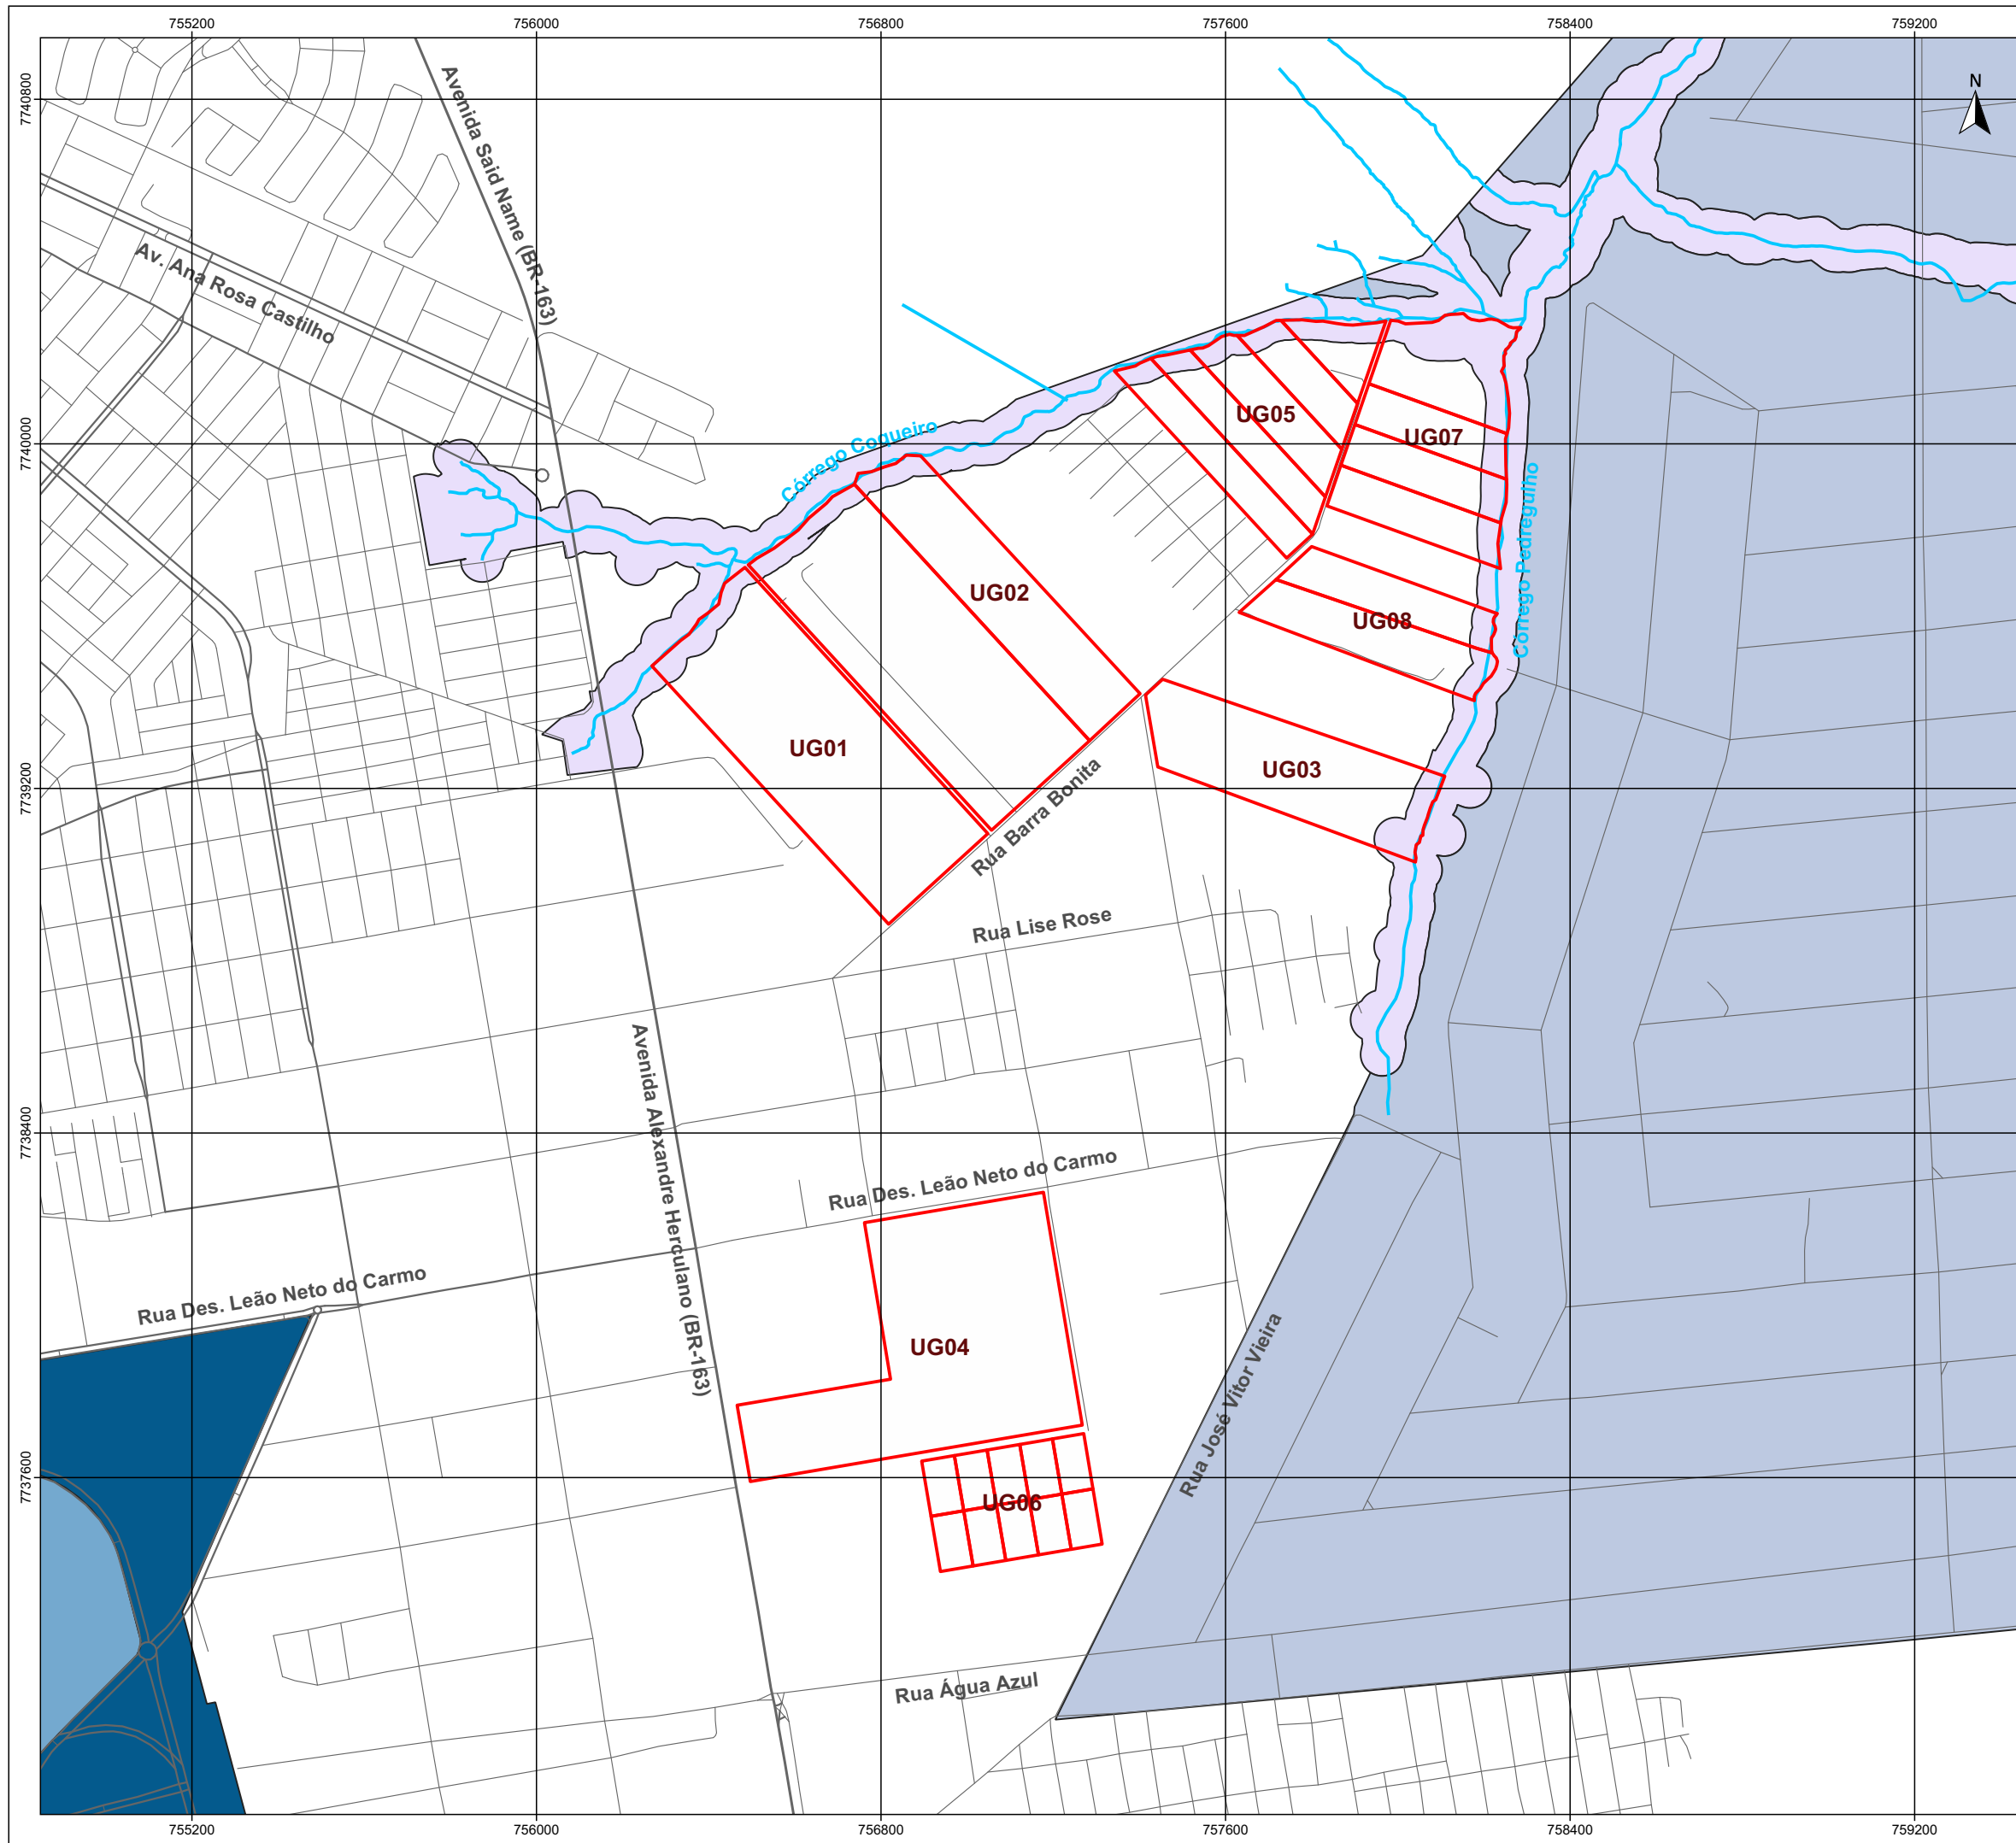 755200 756000 756800 757600 758400 759200
7740800
N
Avenida Said Name (BR-163)
Av. Ana Rosa Castilho
7740000
Córrego Coqueiro
UG05
UG07
Córrego Pedregulho
UG02
UG08
UG01
UG03
7739200
Rua Barra Bonita
Rua Lise Rose
Avenida Alexandre Herculano (BR-163)
7738400
Rua Des. Leão Neto do Carmo
Rua Des. Leão Neto do Carmo
UG04
Rua José Vitor Vieira
7737600
UG06
Rua Água Azul
755200 756000 756800 757600 758400 759200